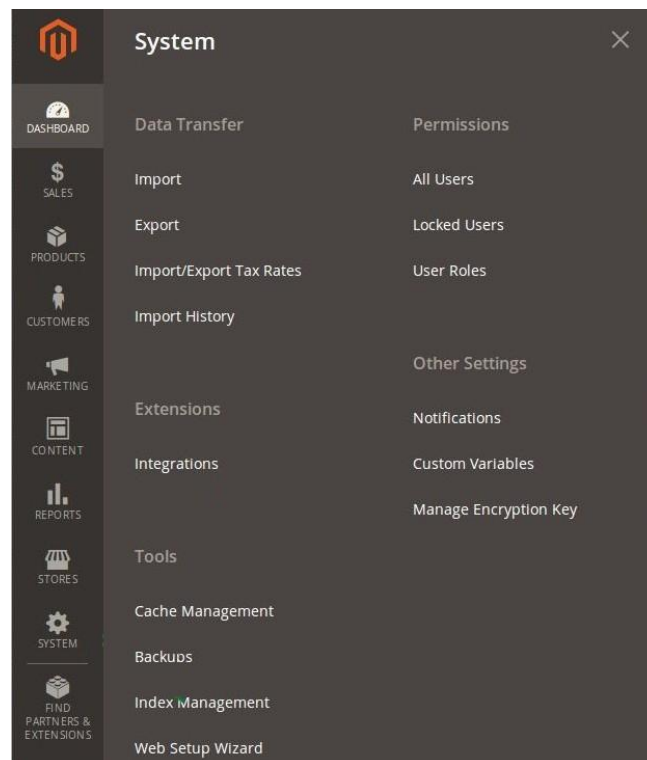 System
DASHBOARD
SALES
PRODUCTS
CUSTOMERS
MARKETING
CONTENT
REPORTS
STORES
SYSTEM
FIND
PARTNERS &
EXTENSIONS
Data Transfer
Import
Export
Import/Export Tax Rates
Import History
Extensions
Integrations
Tools
Cache Management
Backups
Index Management
Web Setup Wizard
Permissions
All Users
Locked Users
User Roles
Other Settings
Notifications
Custom Variables
Manage Encryption Key